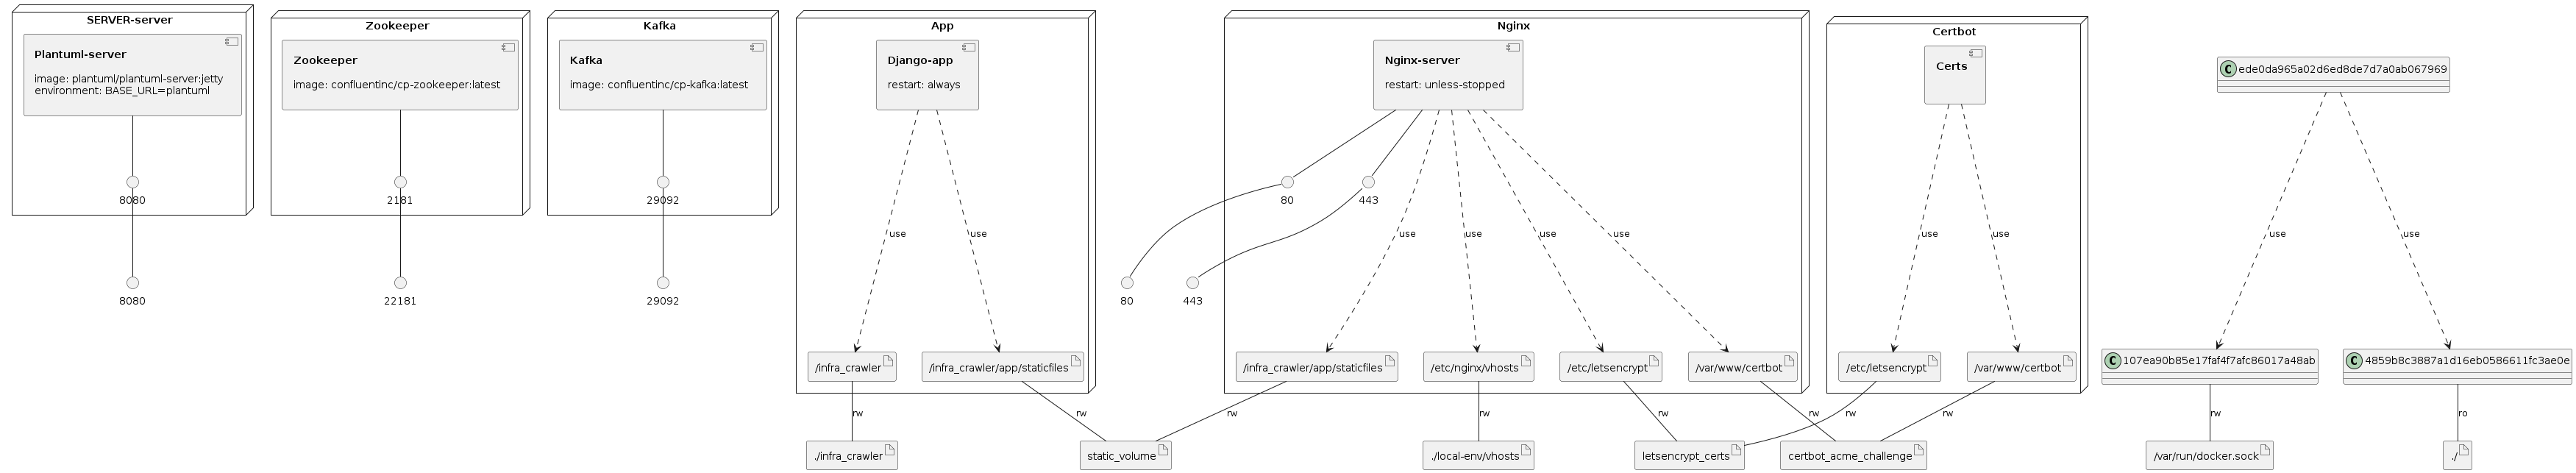 SERVER-server
Plantuml-server
image: plantuml/plantuml-server:jetty
environment: BASE_URL=plantuml
8080
8080
Zookeeper
Zookeeper
image: confluentinc/cp-zookeeper:latest
2181
22181
Kafka
Kafka
image: confluentinc/cp-kafka:latest
29092
29092
App
Django-app
restart: always
use
use
/infra_crawler
/infra_crawler/app/staticfiles
rw
rw
./infra_crawler
static_volume
Nginx
Nginx-server
restart: unless-stopped
80
443
80
443
use
use
use
use
/infra_crawler/app/staticfiles
/etc/nginx/vhosts
/etc/letsencrypt
/var/www/certbot
rw
rw
rw
rw
./local-env/vhosts
letsencrypt_certs
certbot_acme_challenge
Certbot
Certs
use
use
/etc/letsencrypt
/var/www/certbot
rw
rw
C ede0da965a02d6ed8de7d7a0ab067969
use
use
C 107ea90b85e17faf4f7afc86017a48ab
C 4859b8c3887a1d16eb0586611fc3ae0e
rw
ro
/var/run/docker.sock
./